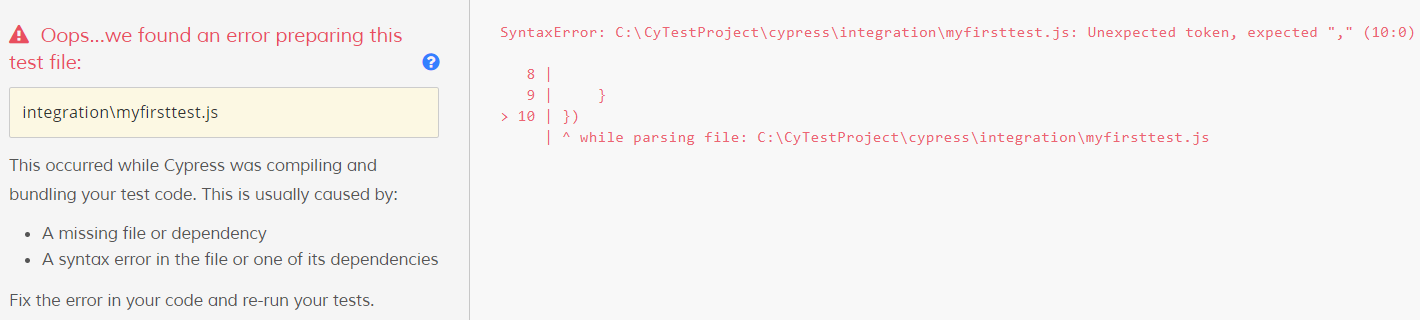 Oops...we found an error preparing this
test file:
integration\myfirsttest.js
This occurred while Cypress was compiling and
bundling your test code. This is usually caused by:
• A missing file or dependency
• A syntax error in the file or one of its dependencies
Fix the error in your code and re-run your tests.
SyntaxError: C:\CyTestProject\cypress\integration\myfirsttest.js: Unexpected token, expected "," (10:0)
   8 |
   9 |     }
> 10 | })
     | ^ while parsing file: C:\CyTestProject\cypress\integration\myfirsttest.js